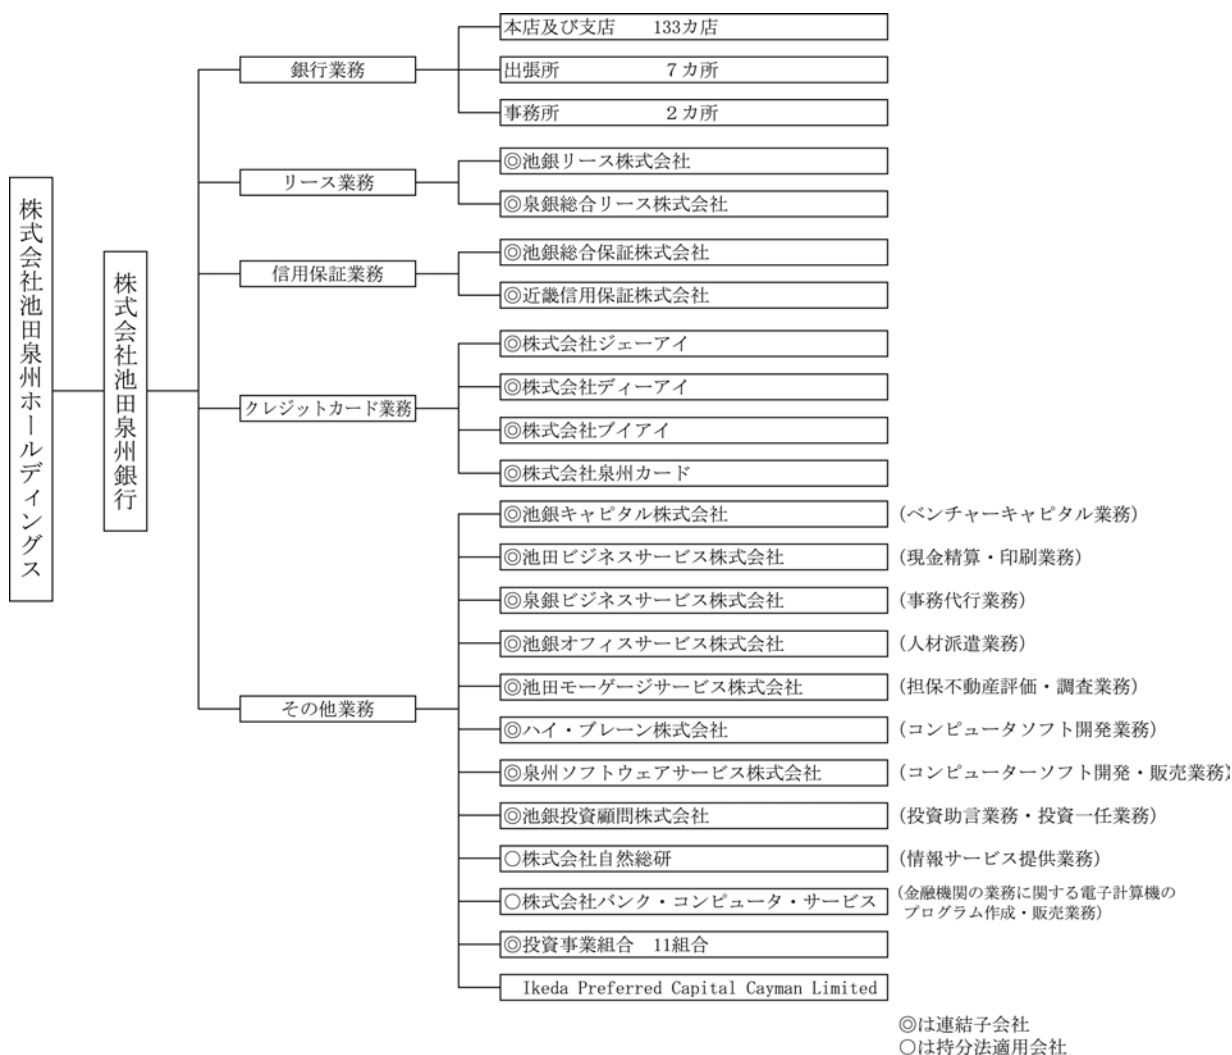 株式会社池田泉州ホールディングス
株式会社池田泉州銀行
銀行業務
本店及び支店　133カ店
出張所　7カ所
事務所　2カ所
リース業務
◎池銀リース株式会社
◎泉銀総合リース株式会社
信用保証業務
◎池銀総合保証株式会社
◎近畿信用保証株式会社
クレジットカード業務
◎株式会社ジェーアイ
◎株式会社ディーアイ
◎株式会社ブイアイ
◎株式会社泉州カード
その他業務
◎池銀キャピタル株式会社　(ベンチャーキャピタル業務)
◎池田ビジネスサービス株式会社　(現金精算・印刷業務)
◎泉銀ビジネスサービス株式会社　(事務代行業務)
◎池銀オフィスサービス株式会社　(人材派遣業務)
◎池田モーゲージサービス株式会社　(担保不動産評価・調査業務)
◎ハイ・ブレーン株式会社　(コンピュータソフト開発業務)
◎泉州ソフトウェアサービス株式会社　(コンピューターソフト開発・販売業務)
◎池銀投資顧問株式会社　(投資助言業務・投資一任業務)
○株式会社自然総研　(情報サービス提供業務)
○株式会社バンク・コンピュータ・サービス　(金融機関の業務に関する電子計算機の
プログラム作成・販売業務)
◎投資事業組合　11組合
Ikeda Preferred Capital Cayman Limited
◎は連結子会社
○は持分法適用会社